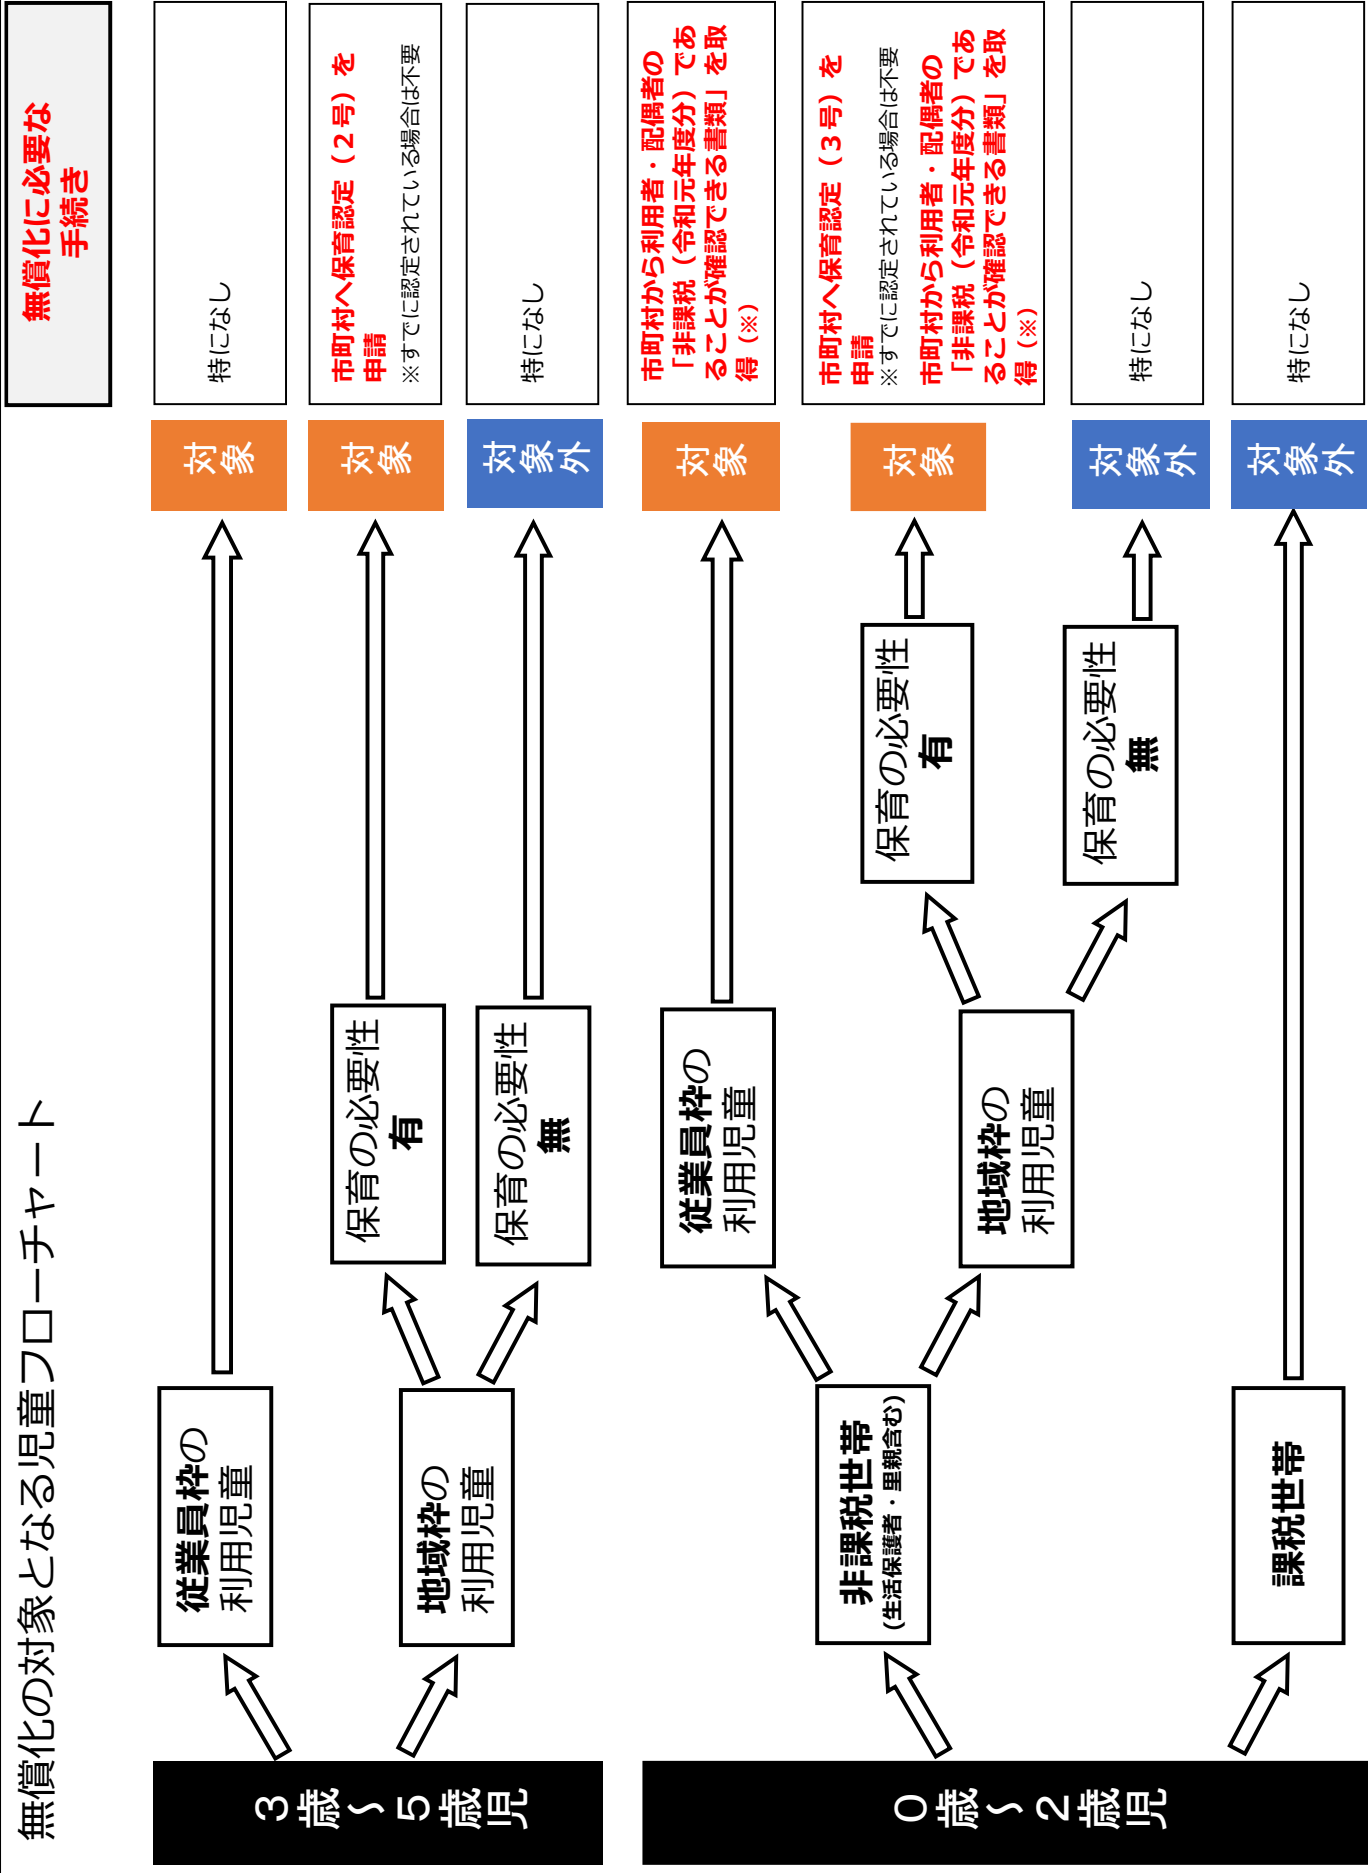 無償化の対象となる児童フローチャート
無償化に必要な
手続き
3歳～5歳児
従業員枠の
利用児童
対象
特になし
地域枠の
利用児童
保育の必要性
有
対象
市町村へ保育認定（２号）を
申請
※すでに認定されている場合は不要
保育の必要性
無
対象外
特になし
0歳～2歳児
非課税世帯
(生活保護者・里親含む)
従業員枠の
利用児童
対象
市町村から利用者・配偶者の
「非課税（令和元年度分）であ
ることが確認できる書類」を取
得（※）
地域枠の
利用児童
保育の必要性
有
対象
市町村へ保育認定（３号）を
申請
※すでに認定されている場合は不要
市町村から利用者・配偶者の
「非課税（令和元年度分）であ
ることが確認できる書類」を取
得（※）
保育の必要性
無
対象外
特になし
課税世帯
対象外
特になし